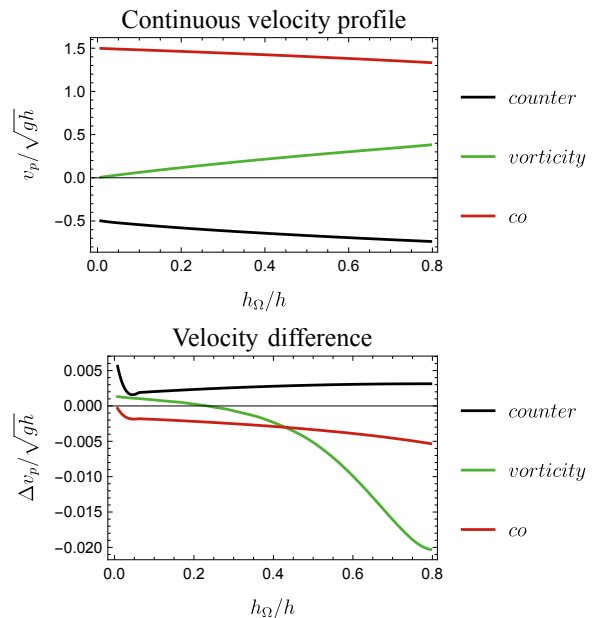 Continuous velocity profile
1.5
1.0
0.5
0.0
−0.5
v_p/√gh
0.0 0.2 0.4 0.6 0.8
h_Ω/h
counter
vorticity
co
Velocity difference
0.005
0.000
−0.005
−0.010
−0.015
−0.020
Δv_p/√gh
0.0 0.2 0.4 0.6 0.8
h_Ω/h
counter
vorticity
co